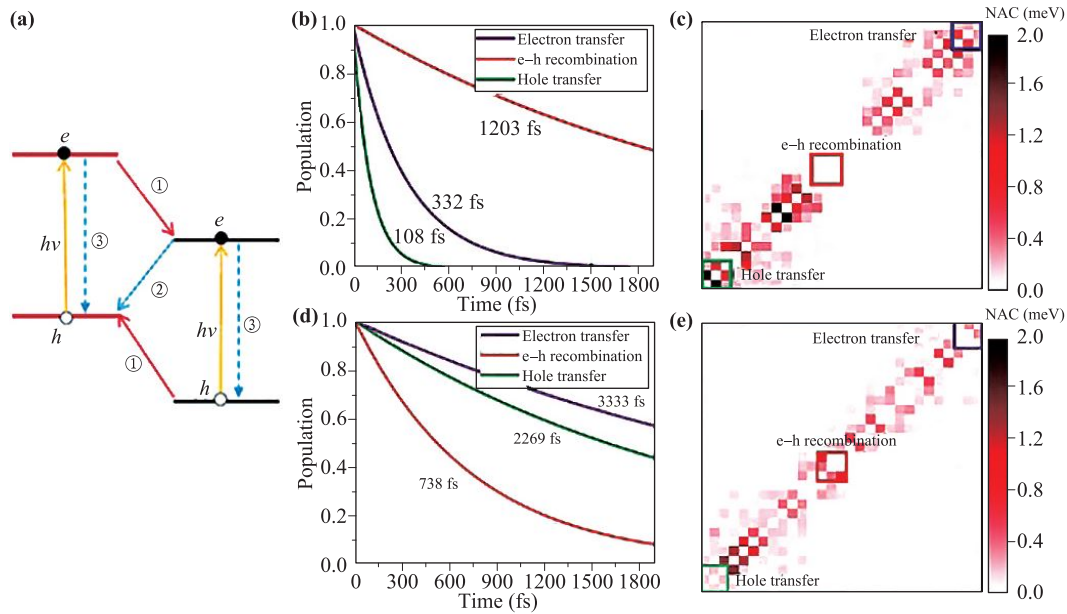 (a)
e
①
e
hν
③
②
hν
③
h
①
h
(b)
1.0
0.8
0.6
0.4
0.2
0.0
Population
Electron transfer
e−h recombination
Hole transfer
1203 fs
332 fs
108 fs
300 600 900 1200 1500 1800
Time (fs)
(c)
NAC (meV)
Electron transfer
e−h recombination
Hole transfer
2.0
1.6
1.2
0.8
0.4
0.0
(d)
1.0
0.8
0.6
0.4
0.2
0.0
Population
Electron transfer
e−h recombination
Hole transfer
3333 fs
2269 fs
738 fs
300 600 900 1200 1500 1800
Time (fs)
(e)
NAC (meV)
Electron transfer
e−h recombination
Hole transfer
2.0
1.6
1.2
0.8
0.4
0.0